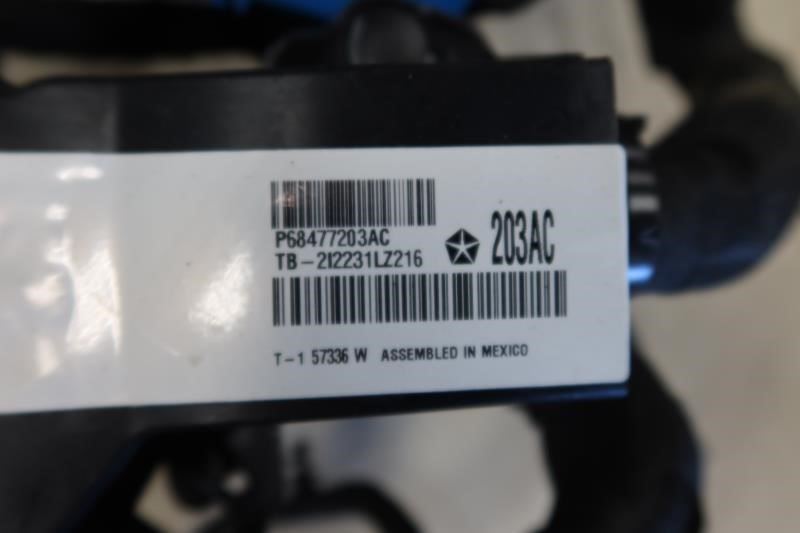 P68477203AC
TB-2I2231LZ216
203AC
T-1 57336 W ASSEMBLED IN MEXICO